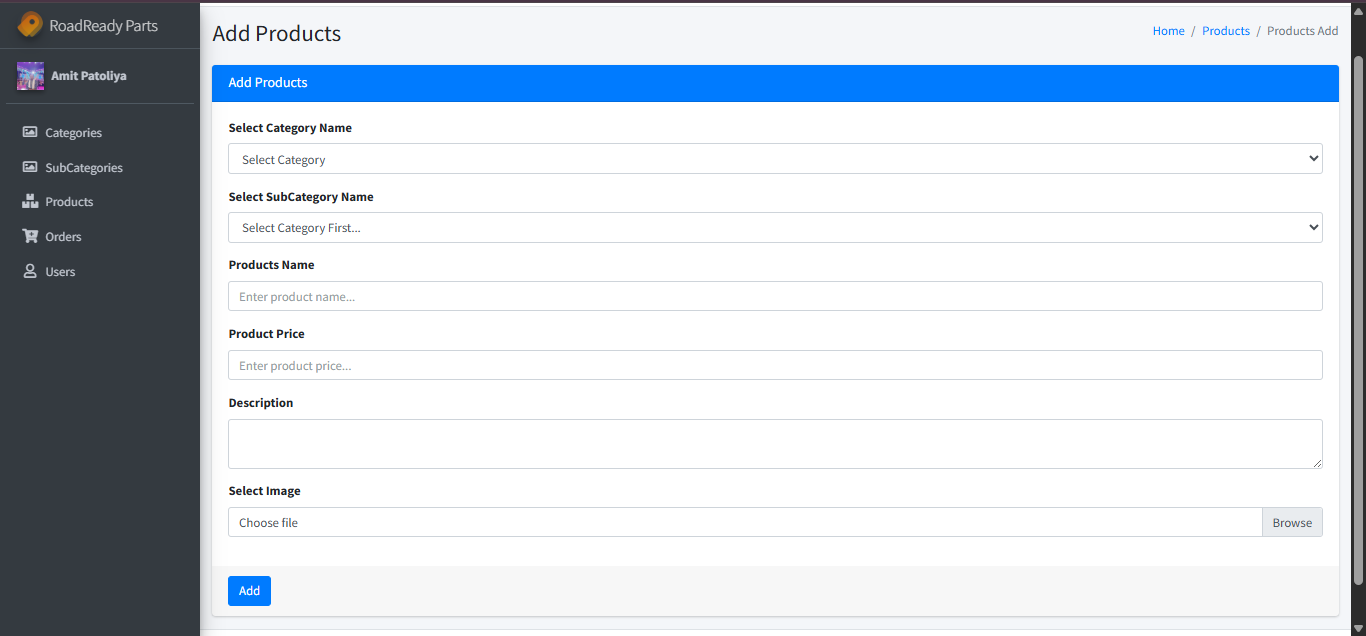 RoadReady Parts
Amit Patoliya
Categories
SubCategories
Products
Orders
Users
Add Products
Home / Products / Products Add
Add Products
Select Category Name
Select Category
Select SubCategory Name
Select Category First...
Products Name
Enter product name...
Product Price
Enter product price...
Description
Select Image
Choose file Browse
Add